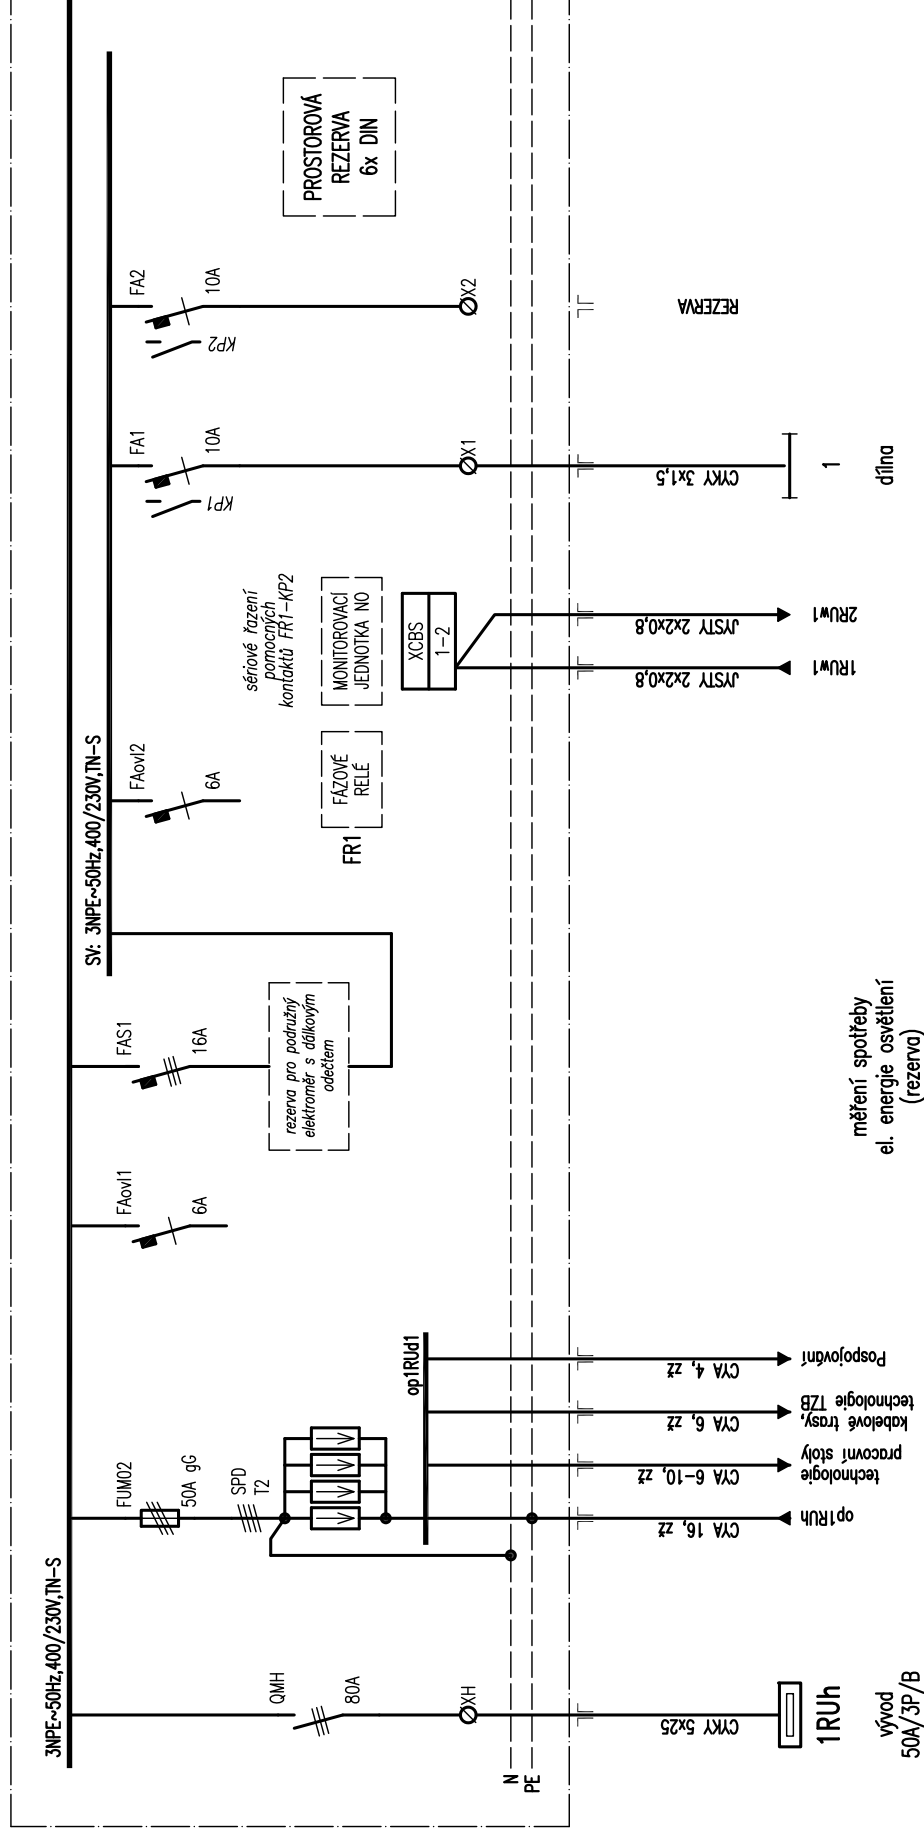 3NPE~50Hz,400/230V,TN-S
QMH
80A
XH
CYKY 5x25
1RUh
vývod
50A/3P/B
N
PE
FUM02
50A gG
SPD
T2
op1RUd1
CYA 16, zž
op1RUh
CYA 6-10, zž
technologie
pracovní stoly
CYA 6, zž
kabelové trasy,
technologie TZB
CYA 4, zž
Pospojování
FAovl1
6A
FAS1
16A
rezerva pro podružný
elektroměr s dálkovým
odečtem
měření spotřeby
el. energie osvětlení
(rezerva)
SV: 3NPE~50Hz,400/230V,TN-S
FAovl2
6A
FR1
FÁZOVÉ
RELÉ
sériové řazení
pomocných
kontaktů FR1-KP2
MONITOROVACÍ
JEDNOTKA NO
XCBS
1-2
JYSTY 2x2x0,8
1RUw1
JYSTY 2x2x0,8
2RUw1
FA1
10A
KP1
X1
CYKY 3x1,5
1
dílna
FA2
10A
KP2
X2
REZERVA
PROSTOROVÁ
REZERVA
6x DIN